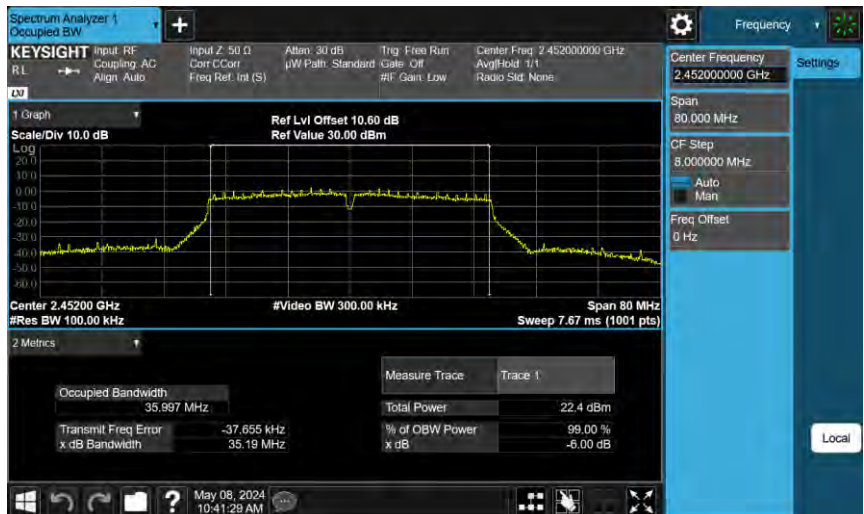 Spectrum Analyzer 1
Occupied BW
+
Frequency
KEYSIGHT
RL
LXI
Input: RF
Coupling: AC
Align: Auto
Input Z: 50 Ω
Corr CCorr
Freq Ref: Int (S)
Atten: 30 dB
µW Path: Standard
Trig: Free Run
Gate: Off
#IF Gain: Low
Center Freq: 2.452000000 GHz
Avg|Hold: 1/1
Radio Std: None
Center Frequency
2.452000000 GHz
Settings
Span
80.000 MHz
CF Step
8.000000 MHz
Auto
Man
Freq Offset
0 Hz
Local
1 Graph
Scale/Div 10.0 dB
Ref Lvl Offset 10.60 dB
Ref Value 30.00 dBm
Log
20.0
10.0
0.00
-10.0
-20.0
-30.0
-40.0
-50.0
-60.0
Center 2.45200 GHz
#Video BW 300.00 kHz
Span 80 MHz
#Res BW 100.00 kHz
Sweep 7.67 ms (1001 pts)
2 Metrics
Measure Trace Trace 1
Occupied Bandwidth
35.997 MHz
Total Power 22.4 dBm
Transmit Freq Error -37.655 kHz
% of OBW Power 99.00 %
x dB Bandwidth 35.19 MHz
x dB -6.00 dB
?
May 08, 2024
10:41:29 AM